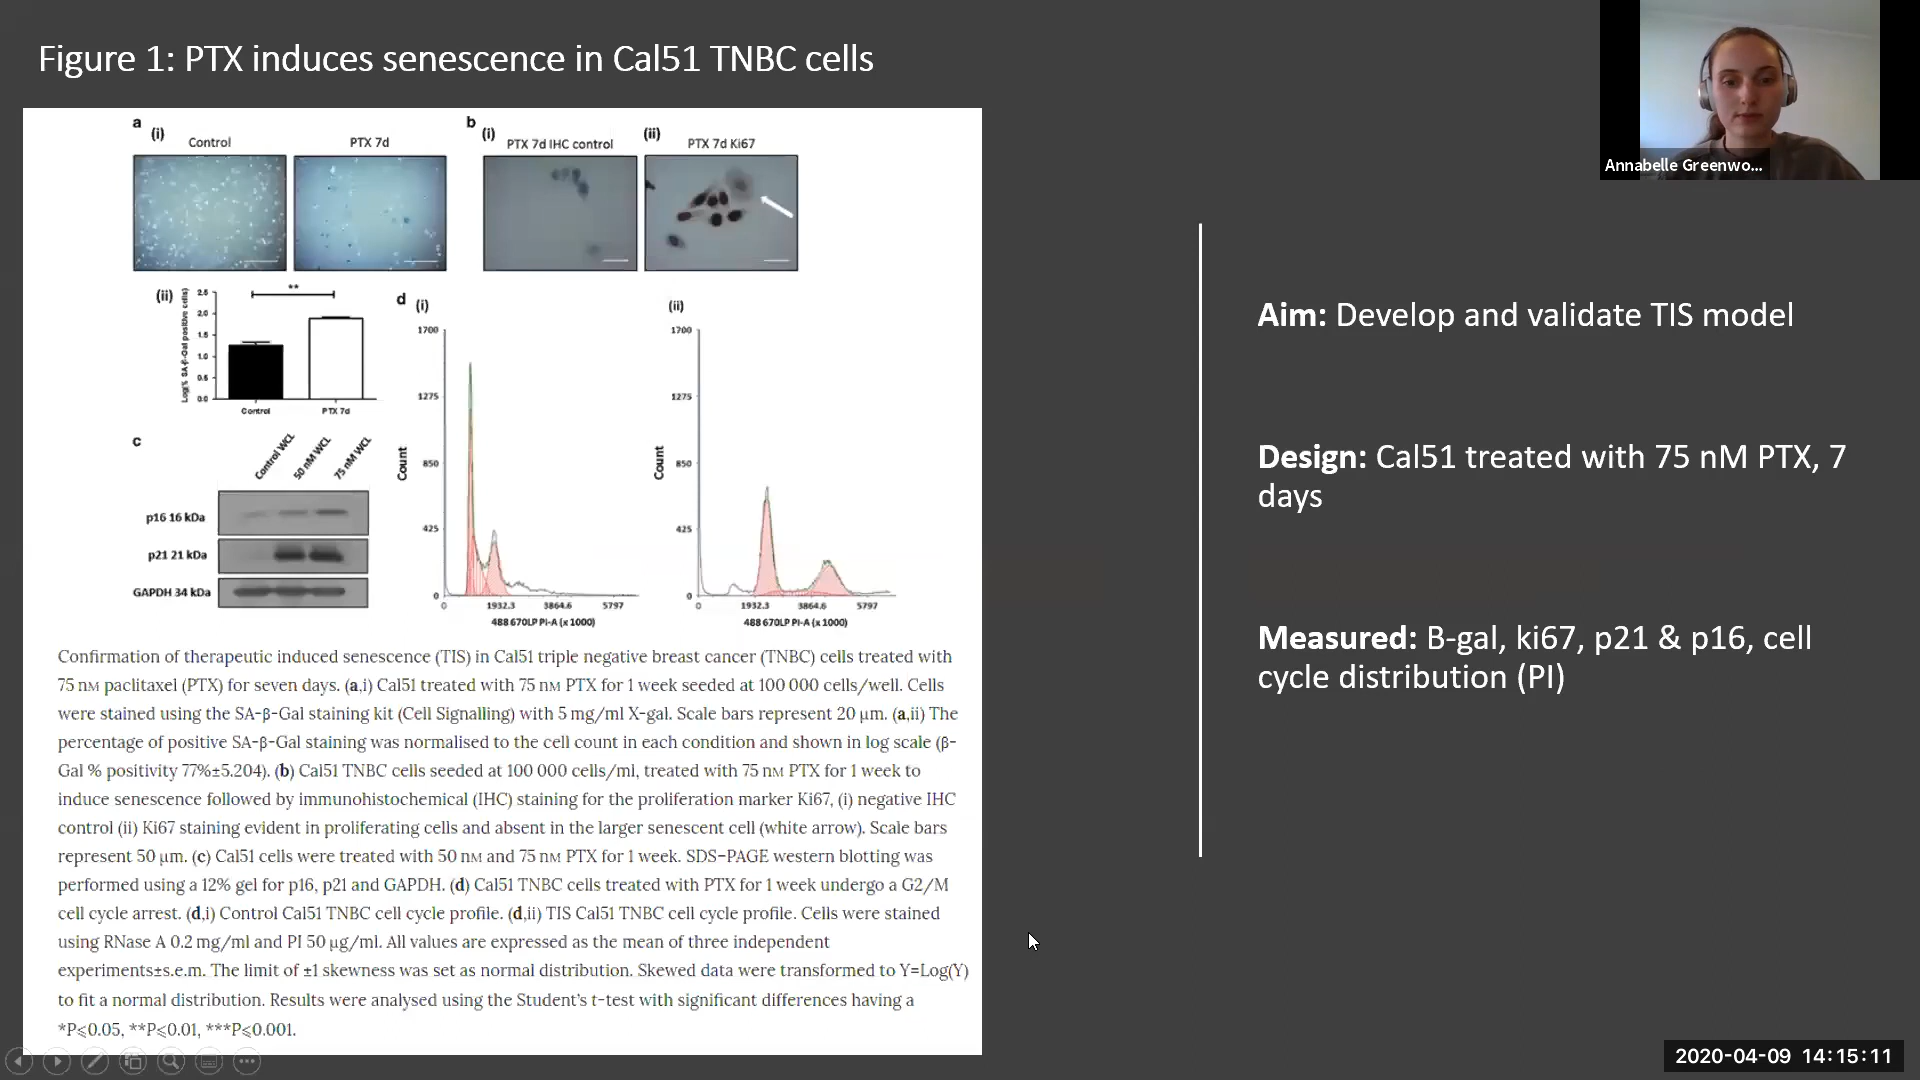 Figure 1: PTX induces senescence in Cal51 TNBC cells
Annabelle Greenwo...
a
(i)
Control
PTX 7d
b
(i)
PTX 7d IHC control
(ii)
PTX 7d Ki67
(ii)
Log(% SA-β-Gal positive cells)
2.5
2.0
1.5
1.0
0.5
0.0
**
Control
PTX 7d
c
Control WCL
50 nM WCL
75 nM WCL
p16 16 kDa
p21 21 kDa
GAPDH 34 kDa
d
(i)
1700
1275
850
425
0
Count
0 1932.3 3864.6 5797
488 670LP PI-A (x 1000)
(ii)
1700
1275
850
425
0
Count
0 1932.3 3864.6 5797
488 670LP PI-A (x 1000)
Confirmation of therapeutic induced senescence (TIS) in Cal51 triple negative breast cancer (TNBC) cells treated with
75 nM paclitaxel (PTX) for seven days. (a,i) Cal51 treated with 75 nM PTX for 1 week seeded at 100 000 cells/well. Cells
were stained using the SA-β-Gal staining kit (Cell Signalling) with 5 mg/ml X-gal. Scale bars represent 20 μm. (a,ii) The
percentage of positive SA-β-Gal staining was normalised to the cell count in each condition and shown in log scale (β-
Gal % positivity 77%±5.204). (b) Cal51 TNBC cells seeded at 100 000 cells/ml, treated with 75 nM PTX for 1 week to
induce senescence followed by immunohistochemical (IHC) staining for the proliferation marker Ki67, (i) negative IHC
control (ii) Ki67 staining evident in proliferating cells and absent in the larger senescent cell (white arrow). Scale bars
represent 50 μm. (c) Cal51 cells were treated with 50 nM and 75 nM PTX for 1 week. SDS-PAGE western blotting was
performed using a 12% gel for p16, p21 and GAPDH. (d) Cal51 TNBC cells treated with PTX for 1 week undergo a G2/M
cell cycle arrest. (d,i) Control Cal51 TNBC cell cycle profile. (d,ii) TIS Cal51 TNBC cell cycle profile. Cells were stained
using RNase A 0.2 mg/ml and PI 50 μg/ml. All values are expressed as the mean of three independent
experiments±s.e.m. The limit of ±1 skewness was set as normal distribution. Skewed data were transformed to Y=Log(Y)
to fit a normal distribution. Results were analysed using the Student's t-test with significant differences having a
*P⩽0.05, **P⩽0.01, ***P⩽0.001.
Aim: Develop and validate TIS model
Design: Cal51 treated with 75 nM PTX, 7
days
Measured: B-gal, ki67, p21 & p16, cell
cycle distribution (PI)
2020-04-09 14:15:11